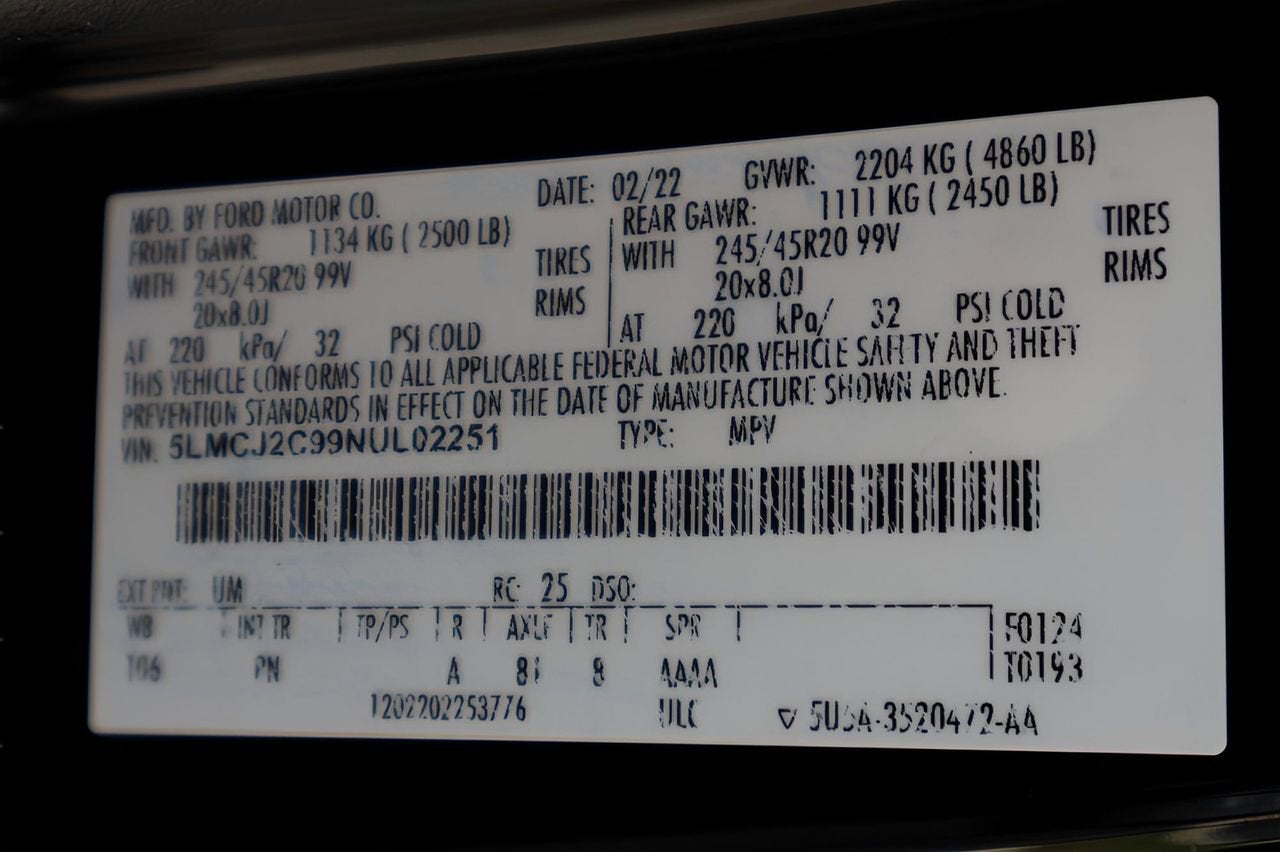 MFD. BY FORD MOTOR CO. DATE: 02/22 GVWR: 2204 KG ( 4860 LB)
FRONT GAWR: 1134 KG ( 2500 LB) REAR GAWR: 1111 KG ( 2450 LB)
WITH 245/45R20 99V TIRES WITH 245/45R20 99V TIRES
20x8.0J RIMS 20x8.0J RIMS
AT 220 kPa/ 32 PSI COLD AT 220 kPa/ 32 PSI COLD
THIS VEHICLE CONFORMS TO ALL APPLICABLE FEDERAL MOTOR VEHICLE SAFETY AND THEFT
PREVENTION STANDARDS IN EFFECT ON THE DATE OF MANUFACTURE SHOWN ABOVE.
VIN: 5LMCJ2C99NUL02251 TYPE: MPV
EXT PNT: UM RC: 25 DSO:
WB INT TR TP/PS R AXLE TR SPR F0124
T06 PN A 8 AAAA T0193
1202202253776 ULC